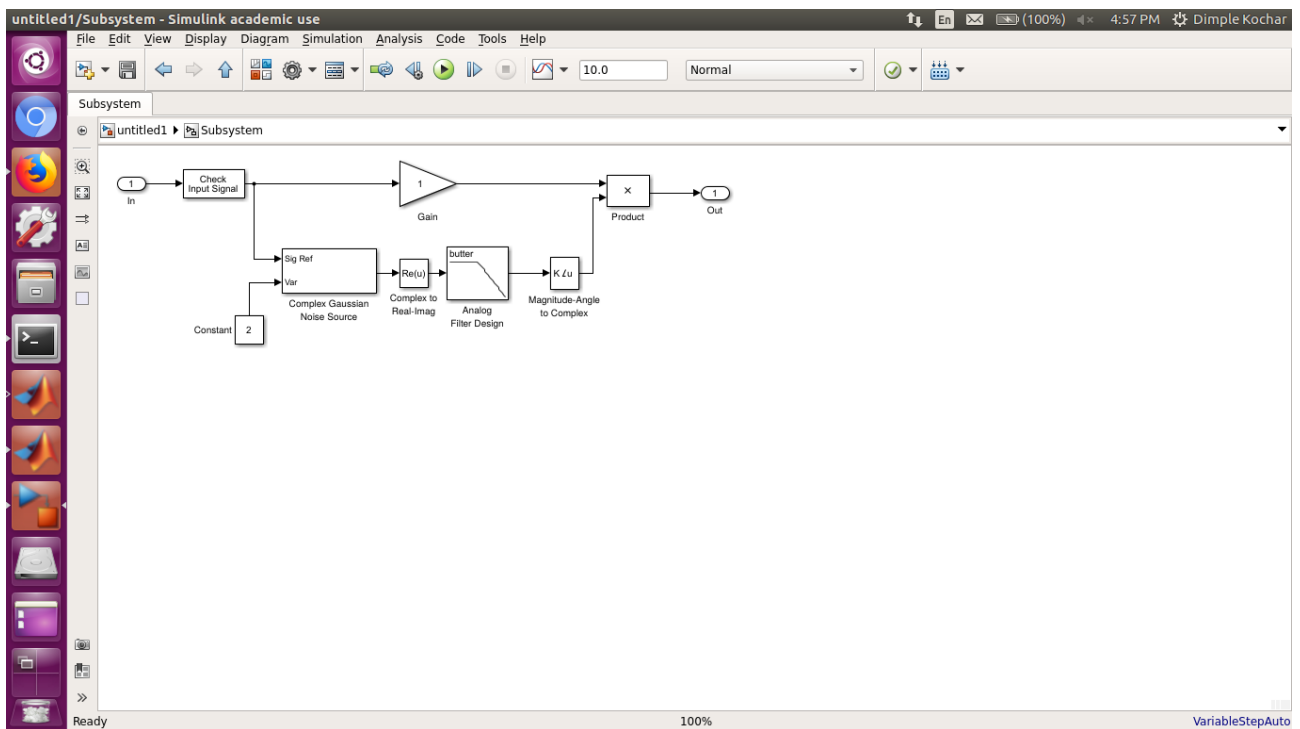 untitled1/Subsystem - Simulink academic use
En (100%) 4:57 PM Dimple Kochar
File Edit View Display Diagram Simulation Analysis Code Tools Help
10.0 Normal
Subsystem
untitled1 Subsystem
1
In
Check
Input Signal
1
Gain
×
Product
1
Out
Sig Ref
Var
Complex Gaussian
Noise Source
Re(u)
Complex to
Real-Imag
butter
Analog
Filter Design
K∠u
Magnitude-Angle
to Complex
Constant 2
Ready 100% VariableStepAuto